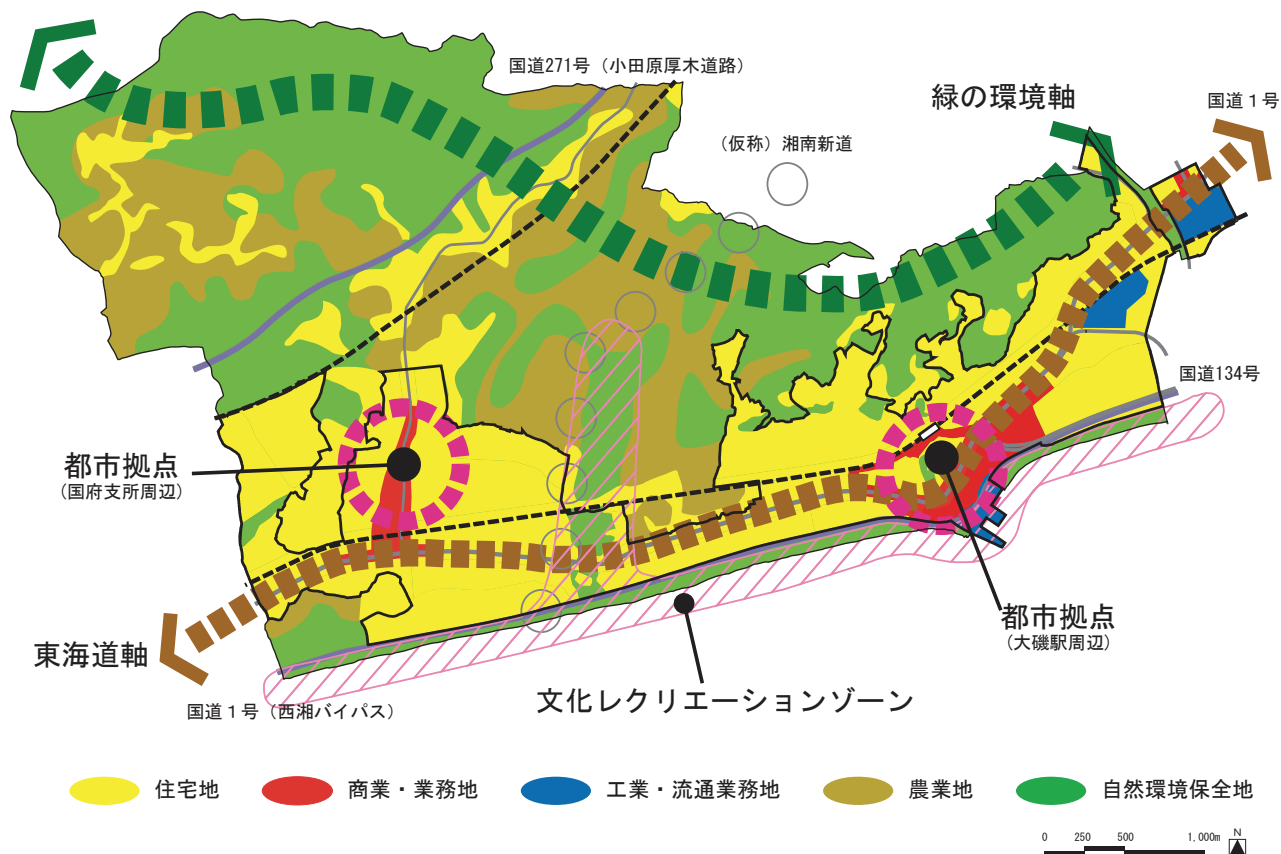 国道271号（小田原厚木道路）
緑の環境軸
国道１号
（仮称）湘南新道
国道134号
都市拠点
（国府支所周辺）
都市拠点
（大磯駅周辺）
東海道軸
国道１号（西湘バイパス）
文化レクリエーションゾーン
住宅地
商業・業務地
工業・流通業務地
農業地
自然環境保全地
0 250 500 1,000m N